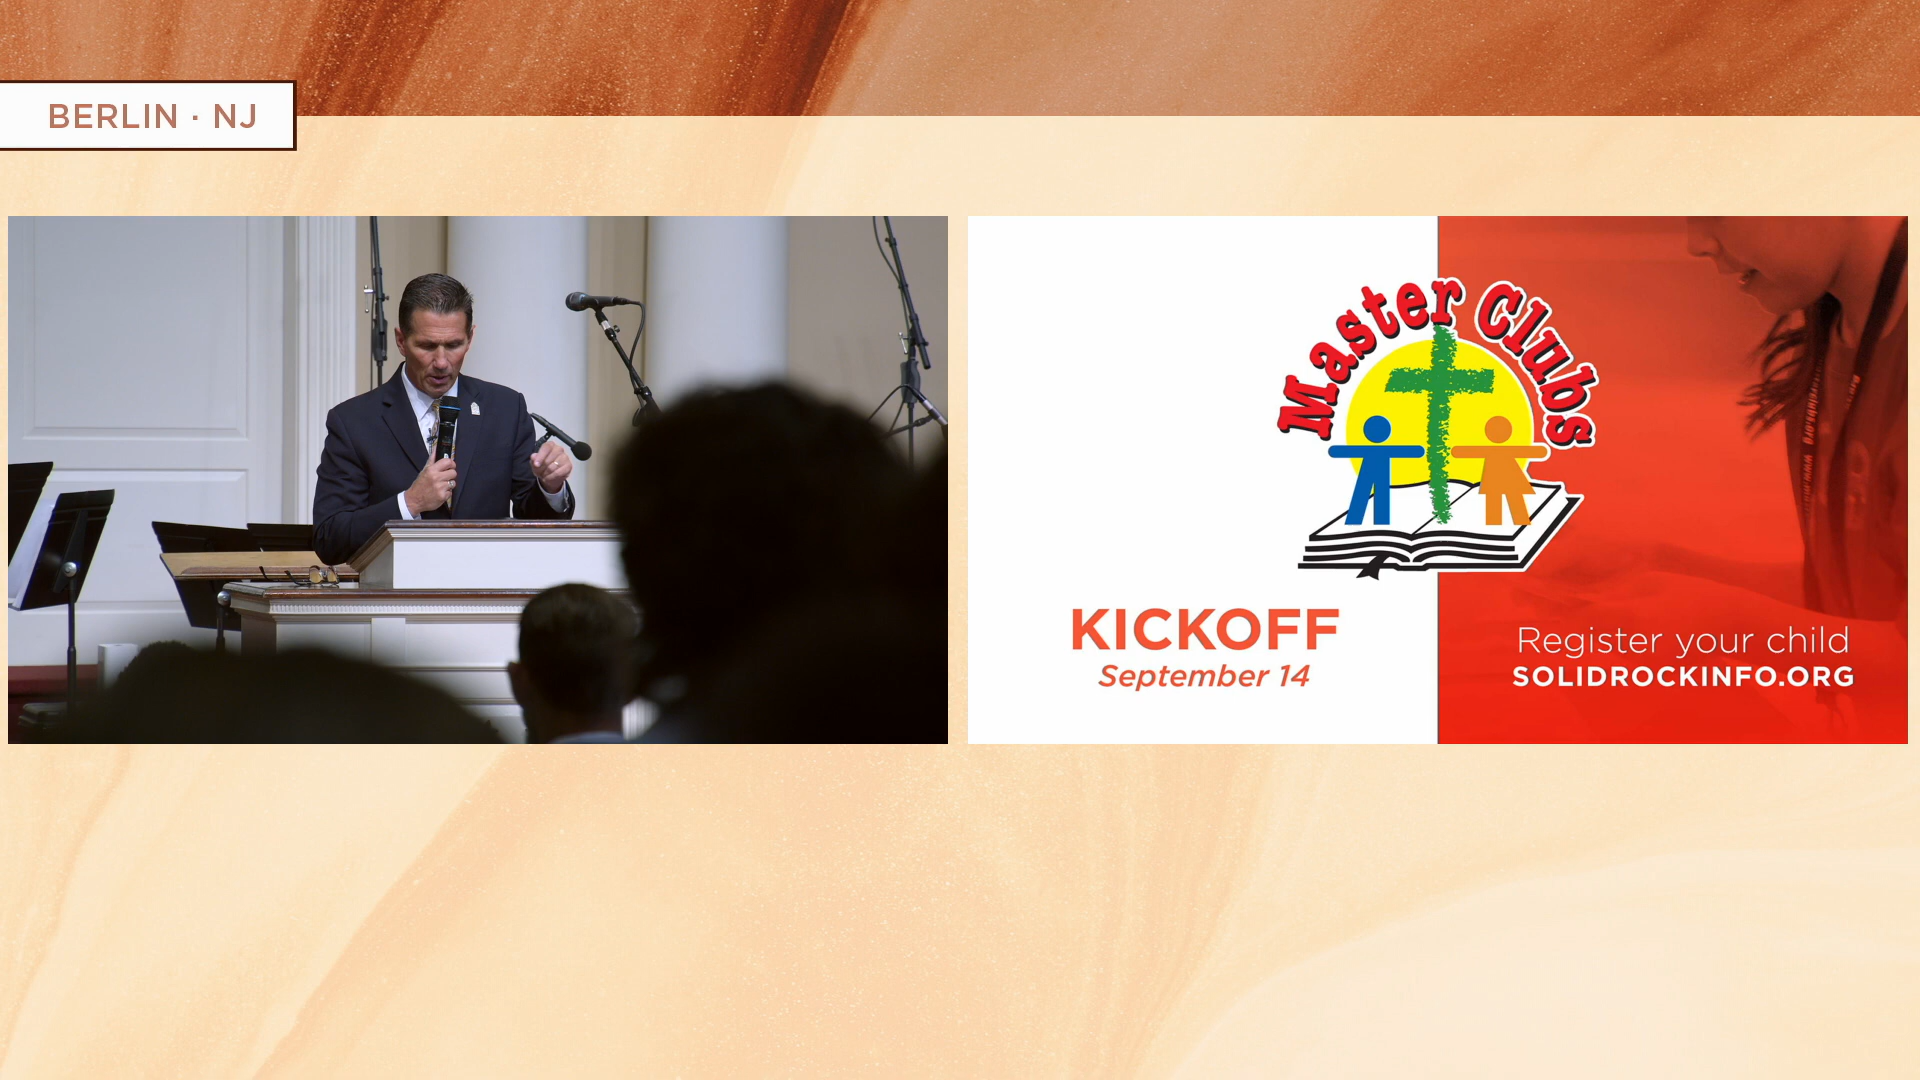 BERLIN · NJ
Master Clubs
KICKOFF
September 14
Register your child
SOLIDROCKINFO.ORG